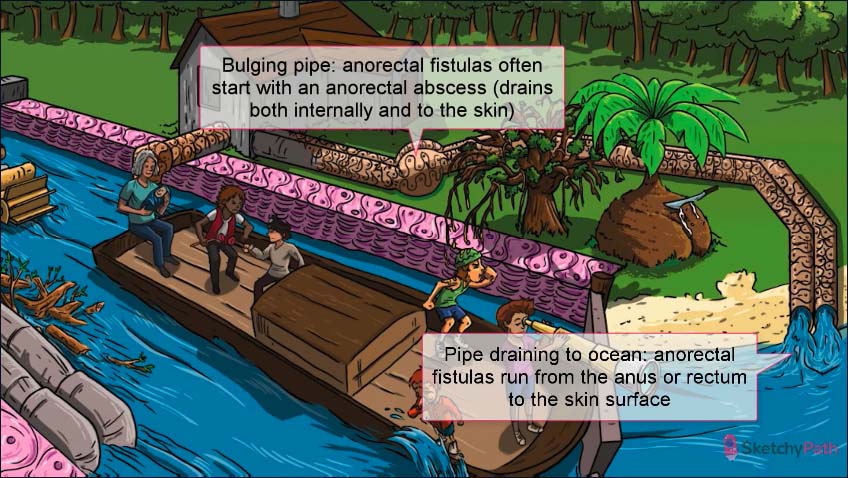 Bulging pipe: anorectal fistulas often
start with an anorectal abscess (drains
both internally and to the skin)
Pipe draining to ocean: anorectal
fistulas run from the anus or rectum
to the skin surface
SketchyPath